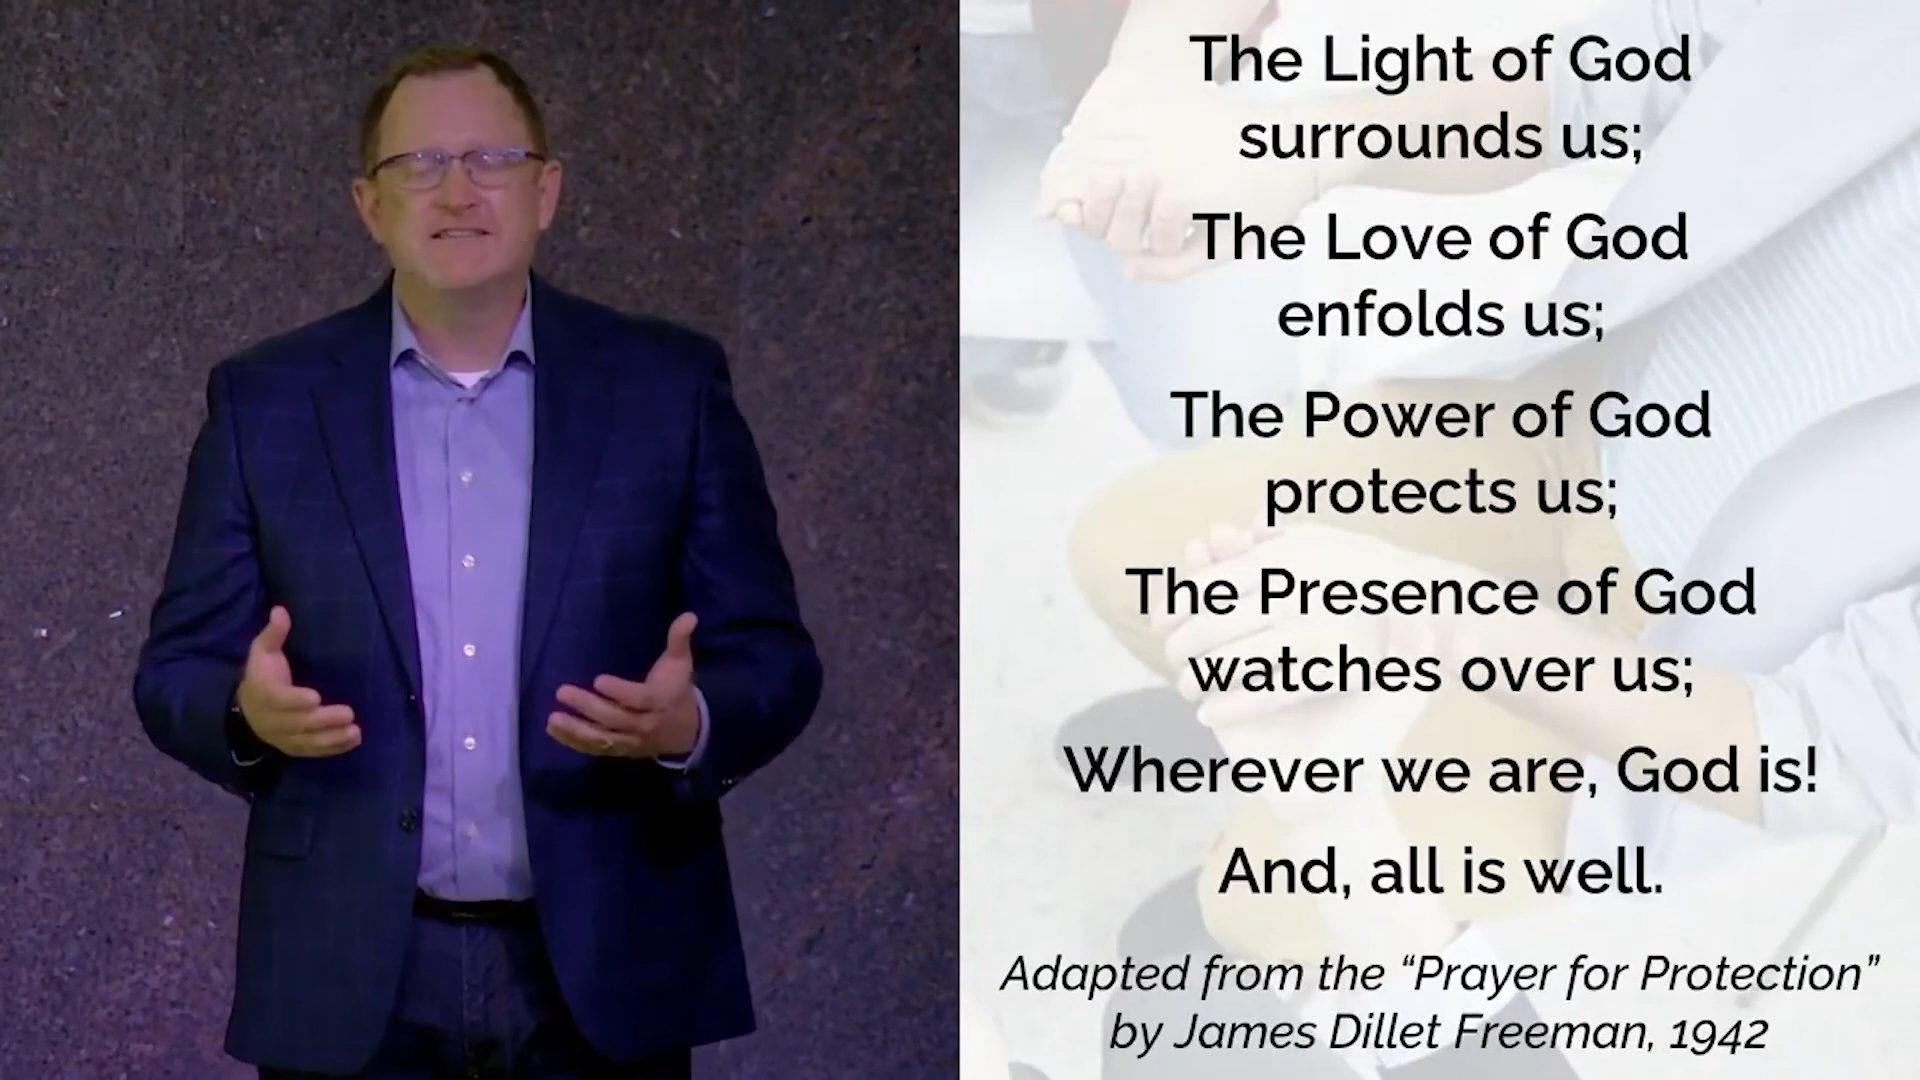 The Light of God
surrounds us;
The Love of God
enfolds us;
The Power of God
protects us;
The Presence of God
watches over us;
Wherever we are, God is!
And, all is well.
Adapted from the “Prayer for Protection”
by James Dillet Freeman, 1942